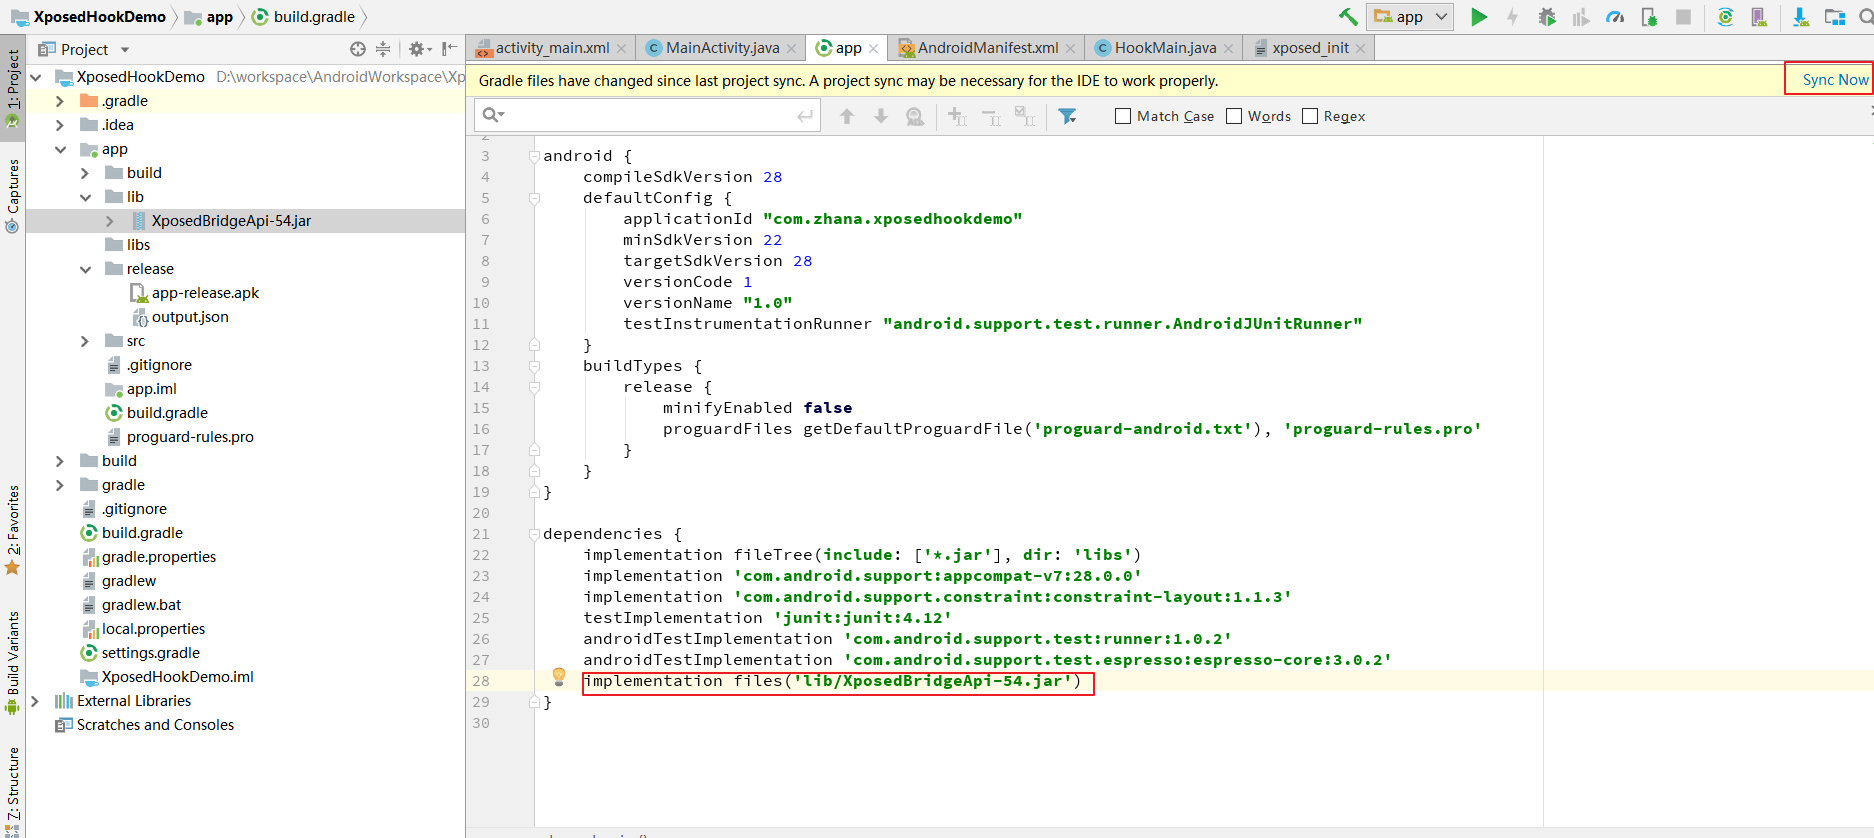 XposedHookDemo app build.gradle app
Project activity_main.xml MainActivity.java app AndroidManifest.xml HookMain.java xposed_init
1: Project
Captures
2: Favorites
Build Variants
7: Structure
XposedHookDemo D:\workspace\AndroidWorkspace\Xp
.gradle
.idea
app
build
lib
XposedBridgeApi-54.jar
libs
release
app-release.apk
output.json
src
.gitignore
app.iml
build.gradle
proguard-rules.pro
build
gradle
.gitignore
build.gradle
gradle.properties
gradlew
gradlew.bat
local.properties
settings.gradle
XposedHookDemo.iml
External Libraries
Scratches and Consoles
Gradle files have changed since last project sync. A project sync may be necessary for the IDE to work properly. Sync Now
Match Case Words Regex
3 android {
4 compileSdkVersion 28
5 defaultConfig {
6 applicationId "com.zhana.xposedhookdemo"
7 minSdkVersion 22
8 targetSdkVersion 28
9 versionCode 1
10 versionName "1.0"
11 testInstrumentationRunner "android.support.test.runner.AndroidJUnitRunner"
12 }
13 buildTypes {
14 release {
15 minifyEnabled false
16 proguardFiles getDefaultProguardFile('proguard-android.txt'), 'proguard-rules.pro'
17 }
18 }
19 }
20
21 dependencies {
22 implementation fileTree(include: ['*.jar'], dir: 'libs')
23 implementation 'com.android.support:appcompat-v7:28.0.0'
24 implementation 'com.android.support.constraint:constraint-layout:1.1.3'
25 testImplementation 'junit:junit:4.12'
26 androidTestImplementation 'com.android.support.test:runner:1.0.2'
27 androidTestImplementation 'com.android.support.test.espresso:espresso-core:3.0.2'
28 implementation files('lib/XposedBridgeApi-54.jar')
29 }
30